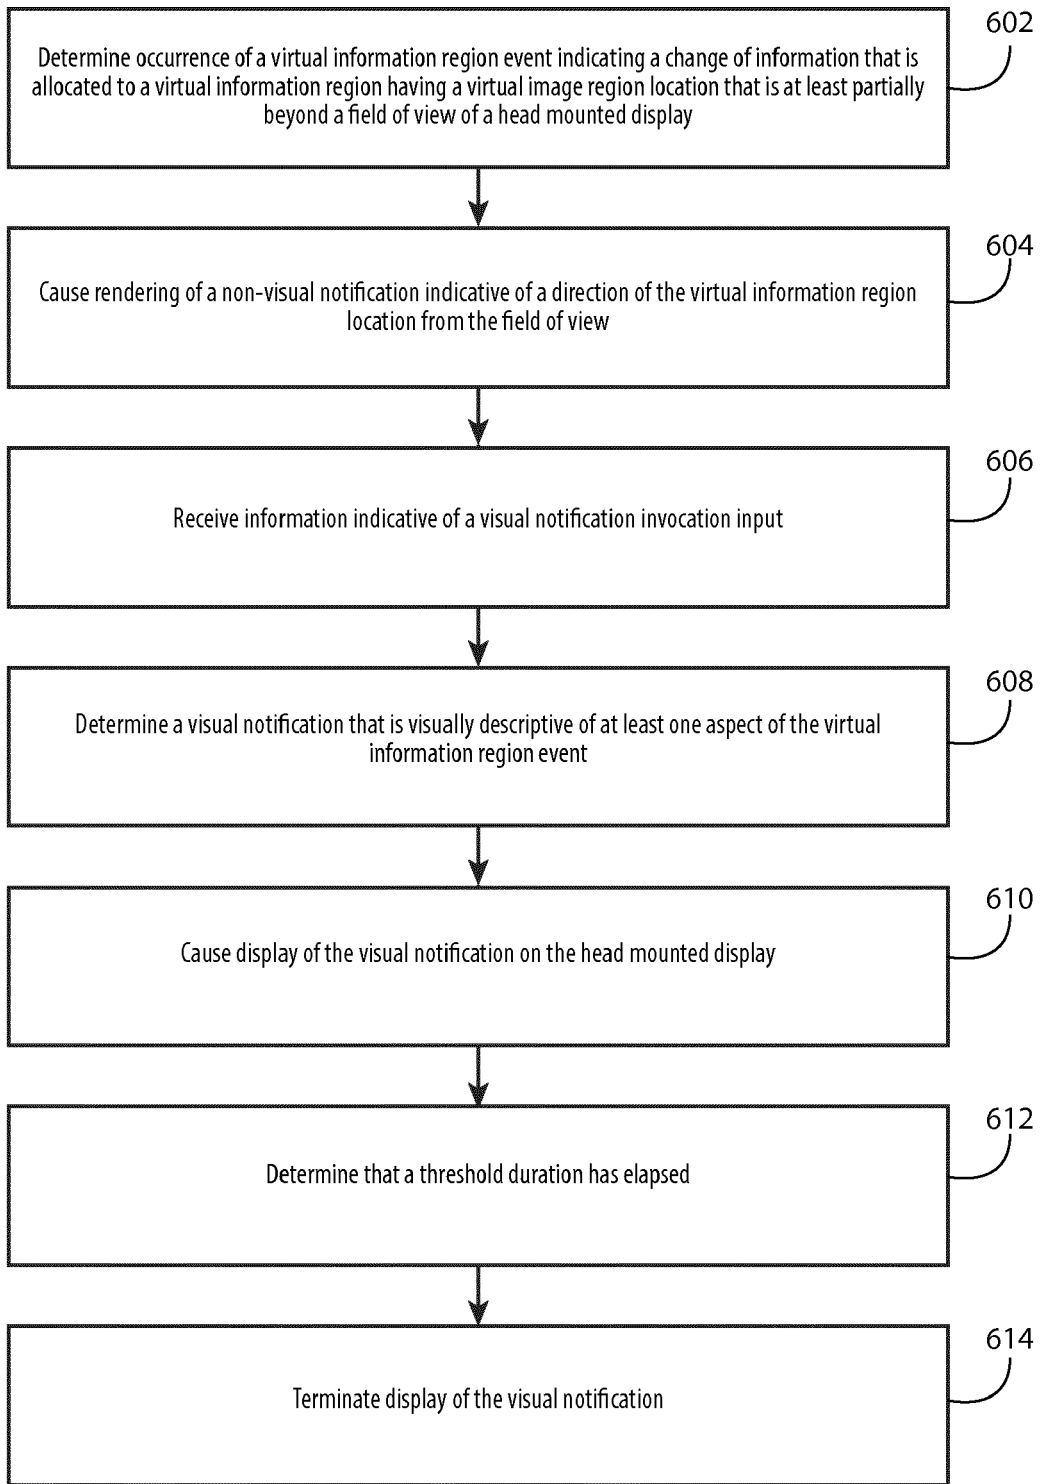 602
Determine occurrence of a virtual information region event indicating a change of information that is
allocated to a virtual information region having a virtual image region location that is at least partially
beyond a field of view of a head mounted display
604
Cause rendering of a non-visual notification indicative of a direction of the virtual information region
location from the field of view
606
Receive information indicative of a visual notification invocation input
608
Determine a visual notification that is visually descriptive of at least one aspect of the virtual
information region event
610
Cause display of the visual notification on the head mounted display
612
Determine that a threshold duration has elapsed
614
Terminate display of the visual notification